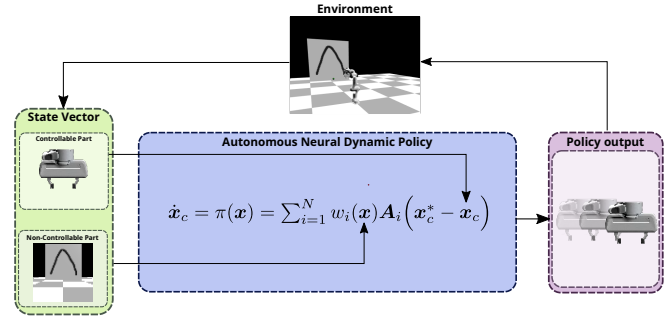 Environment
State Vector
Controllable Part
Non-Controllable Part
Autonomous Neural Dynamic Policy
ẋ_c = π(x) = ∑_{i=1}^{N} w_i(x)A_i(x_c^* − x_c)
Policy output